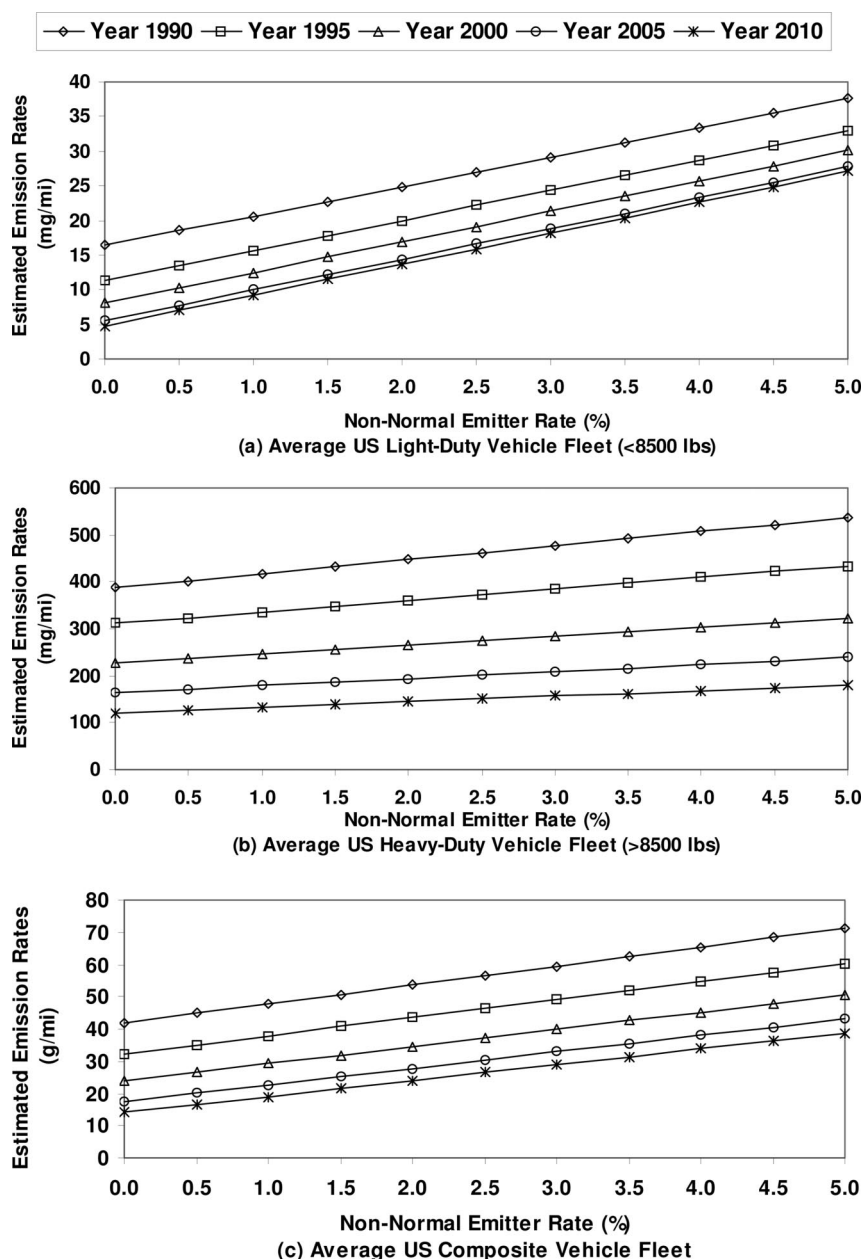 Year 1990 Year 1995 Year 2000 Year 2005 Year 2010
Estimated Emission Rates
(mg/mi)
40
35
30
25
20
15
10
5
0
0.0 0.5 1.0 1.5 2.0 2.5 3.0 3.5 4.0 4.5 5.0
Non-Normal Emitter Rate (%)
(a) Average US Light-Duty Vehicle Fleet (<8500 lbs)
Estimated Emission Rates
(mg/mi)
600
500
400
300
200
100
0
0.0 0.5 1.0 1.5 2.0 2.5 3.0 3.5 4.0 4.5 5.0
Non-Normal Emitter Rate (%)
(b) Average US Heavy-Duty Vehicle Fleet (>8500 lbs)
Estimated Emission Rates
(g/mi)
80
70
60
50
40
30
20
10
0
0.0 0.5 1.0 1.5 2.0 2.5 3.0 3.5 4.0 4.5 5.0
Non-Normal Emitter Rate (%)
(c) Average US Composite Vehicle Fleet